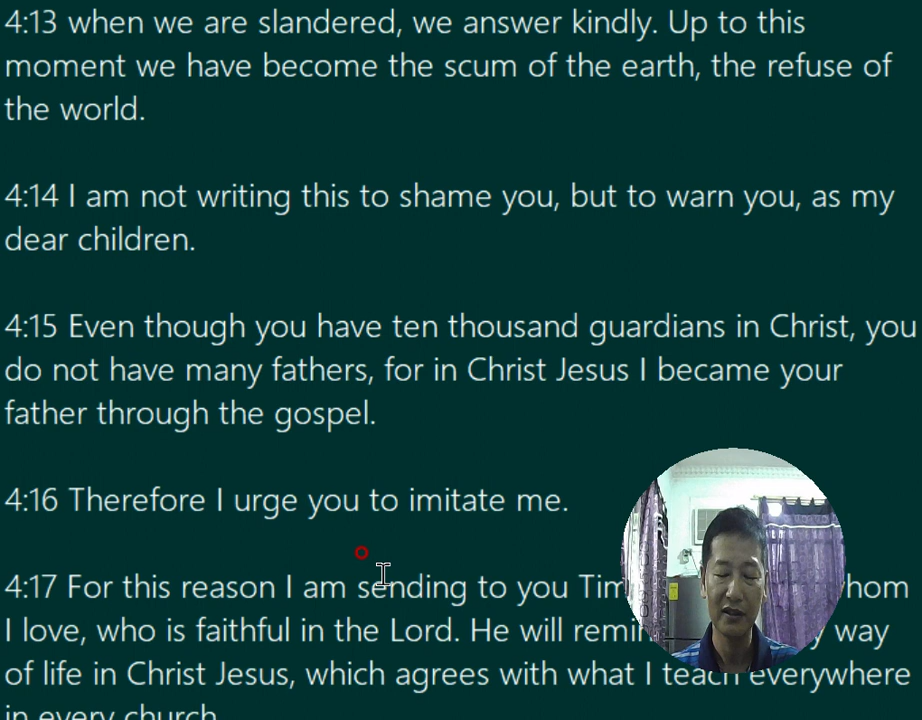 4:13 when we are slandered, we answer kindly. Up to this
moment we have become the scum of the earth, the refuse of
the world.
4:14 I am not writing this to shame you, but to warn you, as my
dear children.
4:15 Even though you have ten thousand guardians in Christ, you
do not have many fathers, for in Christ Jesus I became your
father through the gospel.
4:16 Therefore I urge you to imitate me.
4:17 For this reason I am sending to you
I love, who is faithful in the Lord. He will way
of life in Christ Jesus, which agrees with what I teach everywhere
in every church